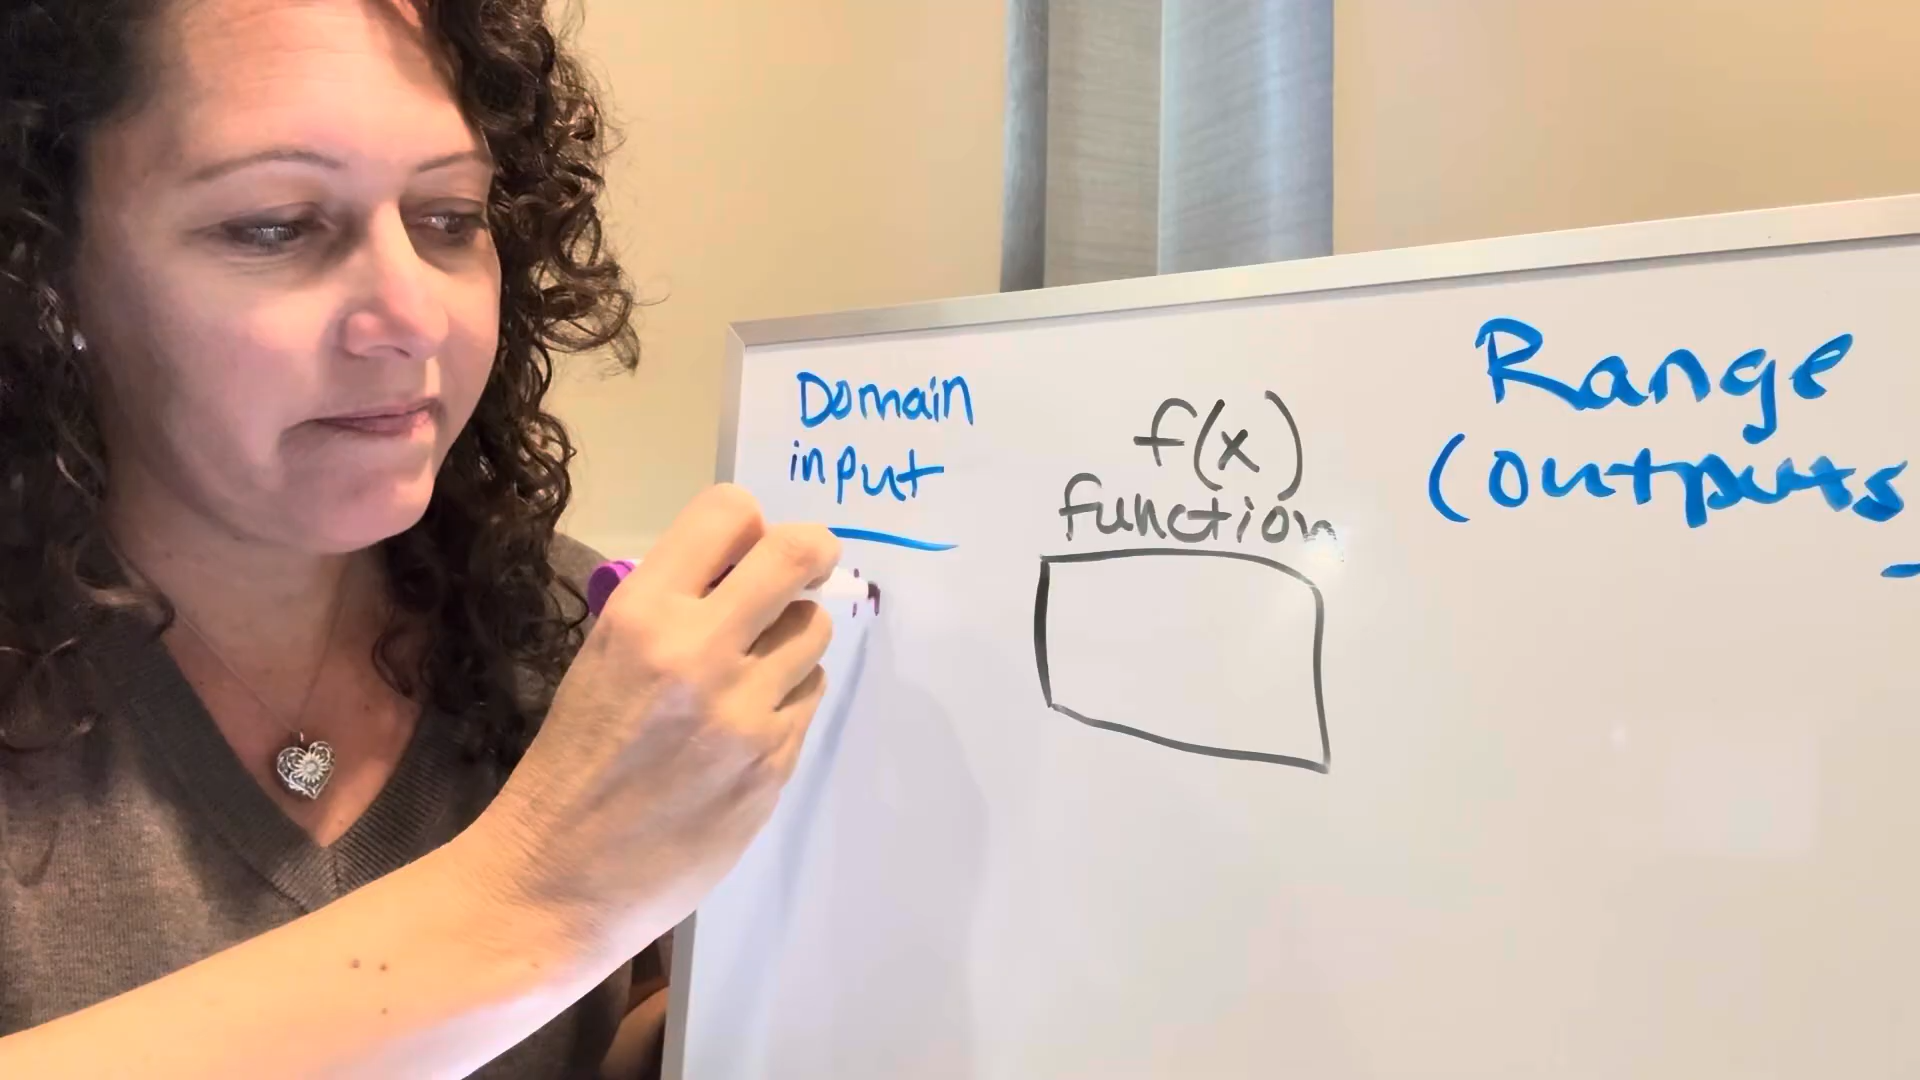 Domain
input
f(x)
function
Range
(outputs